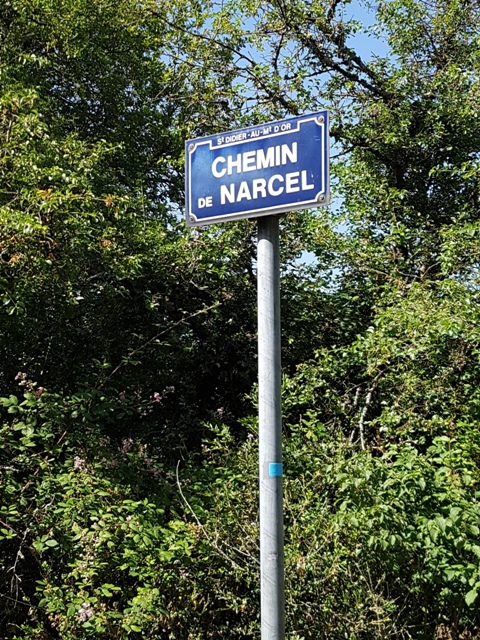 St DIDIER-AU-Mt D'OR
CHEMIN
DE NARCEL